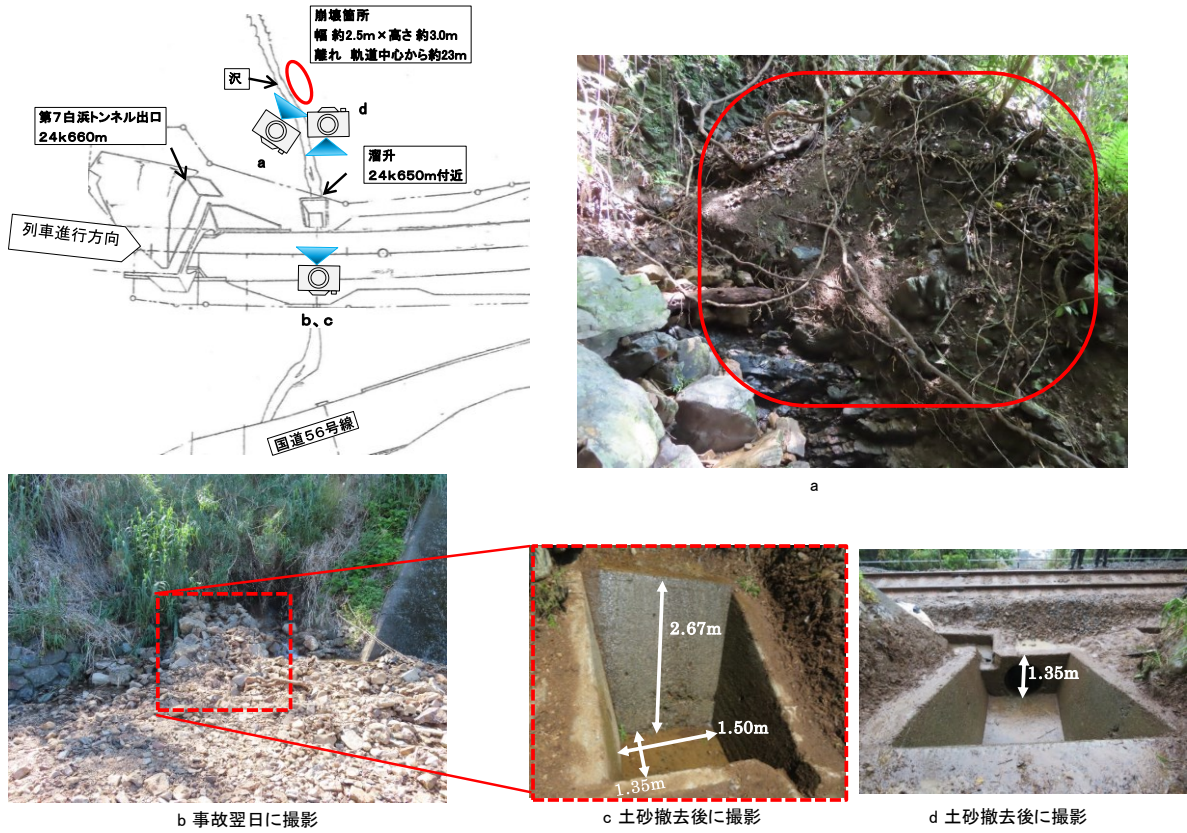 崩壊箇所
幅 約2.5m×高さ 約3.0m
離れ 軌道中心から約23m
沢
d
第7白浜トンネル出口
24k660m
a
溜升
24k650m付近
列車進行方向
b、c
国道56号線
a
2.67m
1.50m
1.35m
1.35m
b 事故翌日に撮影
c 土砂撤去後に撮影
d 土砂撤去後に撮影